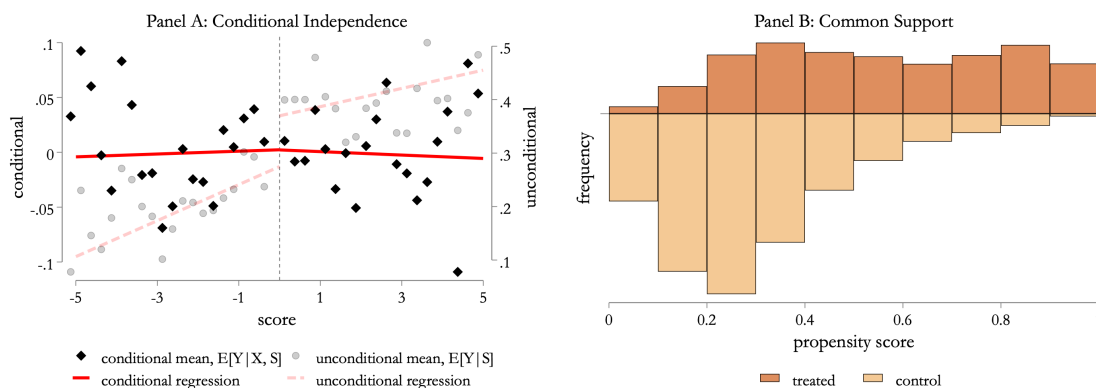 Panel A: Conditional Independence
.1
.05
0
-.05
-.1
conditional
.5
.4
.3
.2
.1
unconditional
-5
-3
-1
1
3
5
score
conditional mean, E[Y|X, S]
unconditional mean, E[Y|S]
conditional regression
unconditional regression
Panel B: Common Support
frequency
0
0.2
0.4
0.6
0.8
propensity score
treated
control